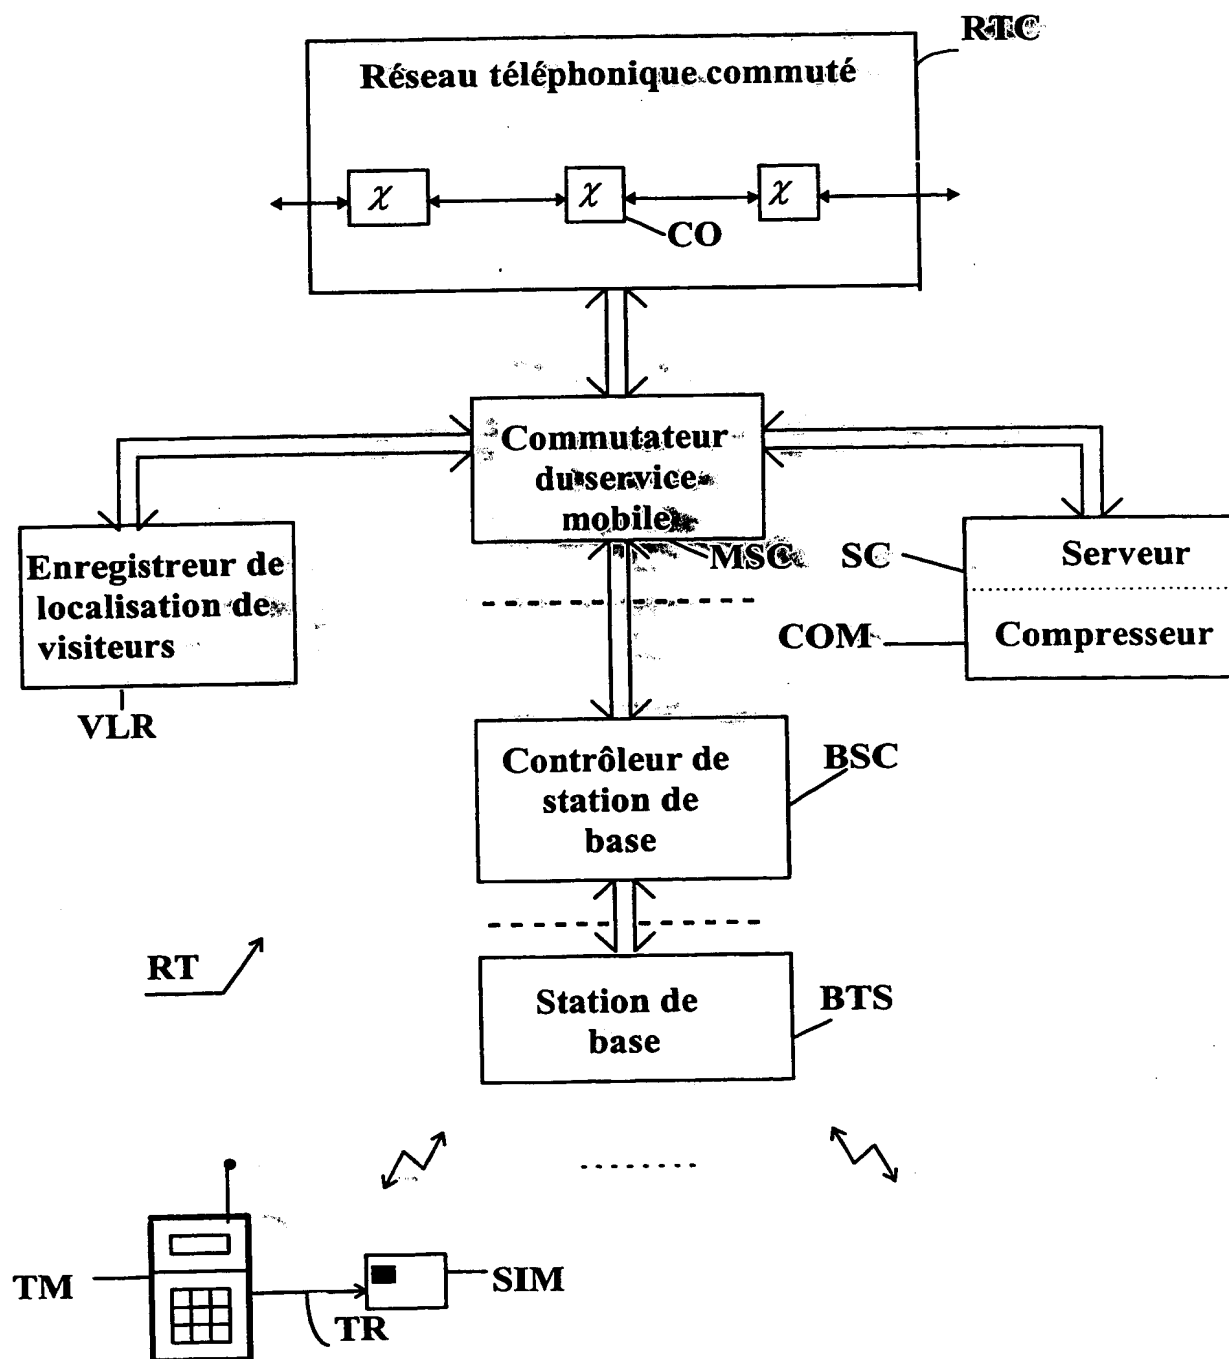 RTC
Réseau téléphonique commuté
χ χ χ
CO
Commutateur
du service
mobile
MSC
Enregistreur de
localisation de
visiteurs
VLR
SC
Serveur
COM
Compresseur
Contrôleur de
station de
base
BSC
RT
Station de
base
BTS
TM
SIM
TR